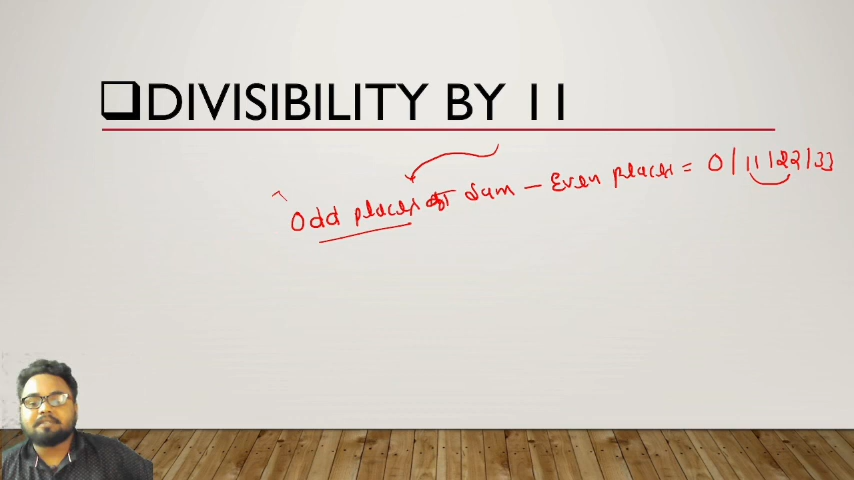 DIVISIBILITY BY 11
Odd places Sum - Even places = 0 | 11 | 22 | 33